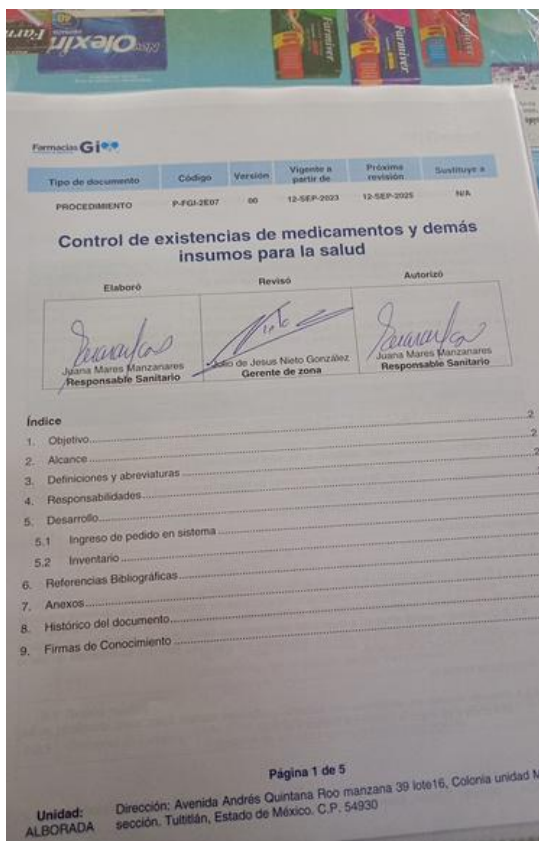 New Olexin
Farmiver
Farmiver
Farmiver
Farmacias Gi
Tipo de documento Código Versión Vigente a partir de Próxima revisión Sustituye a
PROCEDIMIENTO P-FGI-2E07 00 12-SEP-2023 12-SEP-2025 N/A
Control de existencias de medicamentos y demás
insumos para la salud
Elaboró Revisó Autorizó
Juana Mares Manzanares Julio de Jesus Nieto González Juana Mares Manzanares
Responsable Sanitario Gerente de zona Responsable Sanitario
Índice
1. Objetivo 2
2. Alcance 2
3. Definiciones y abreviaturas 2
4. Responsabilidades
5. Desarrollo
5.1 Ingreso de pedido en sistema
5.2 Inventario
6. Referencias Bibliográficas
7. Anexos
8. Histórico del documento
9. Firmas de Conocimiento
Página 1 de 5
Unidad: Dirección: Avenida Andrés Quintana Roo manzana 39 lote16, Colonia unidad M
ALBORADA sección, Tultitlán, Estado de México. C.P. 54930